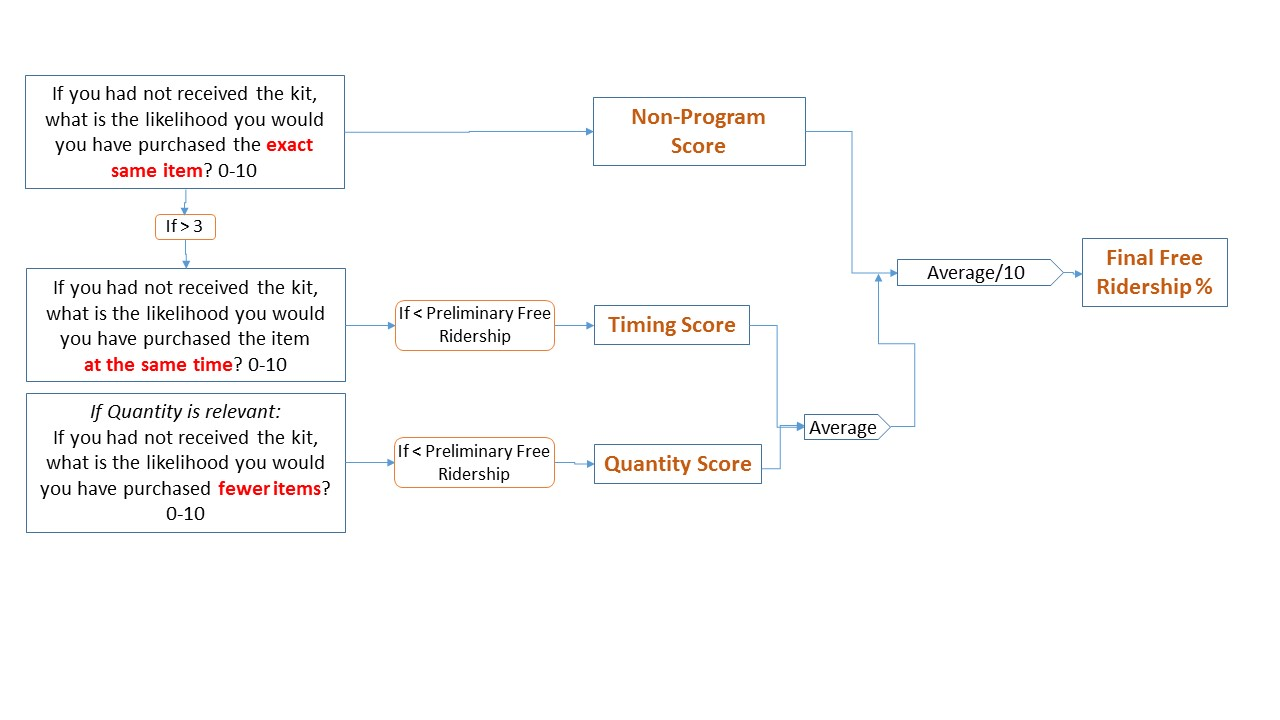 If you had not received the kit,
what is the likelihood you would
you have purchased the exact
same item? 0-10
Non-Program
Score
If > 3
If you had not received the kit,
what is the likelihood you would
you have purchased the item
at the same time? 0-10
If < Preliminary Free
Ridership
Timing Score
Average/10
Final Free
Ridership %
If Quantity is relevant:
If you had not received the kit,
what is the likelihood you would
you have purchased fewer items?
0-10
If < Preliminary Free
Ridership
Quantity Score
Average